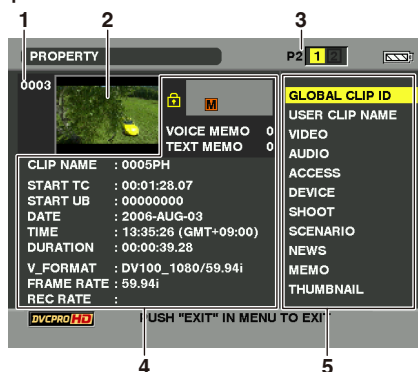 1 2 3
PROPERTY P2 1 2
0003
M
VOICE MEMO 0
TEXT MEMO 0
CLIP NAME : 0005PH
START TC : 00:01:28.07
START UB : 00000000
DATE : 2006-AUG-03
TIME : 13:35:26 (GMT+09:00)
DURATION : 00:00:39.28
V_FORMAT : DV100_1080/59.94i
FRAME RATE : 59.94i
REC RATE :
GLOBAL CLIP ID
USER CLIP NAME
VIDEO
AUDIO
ACCESS
DEVICE
SHOOT
SCENARIO
NEWS
MEMO
THUMBNAIL
DVCPRO HD PUSH "EXIT" IN MENU TO EXIT
4 5